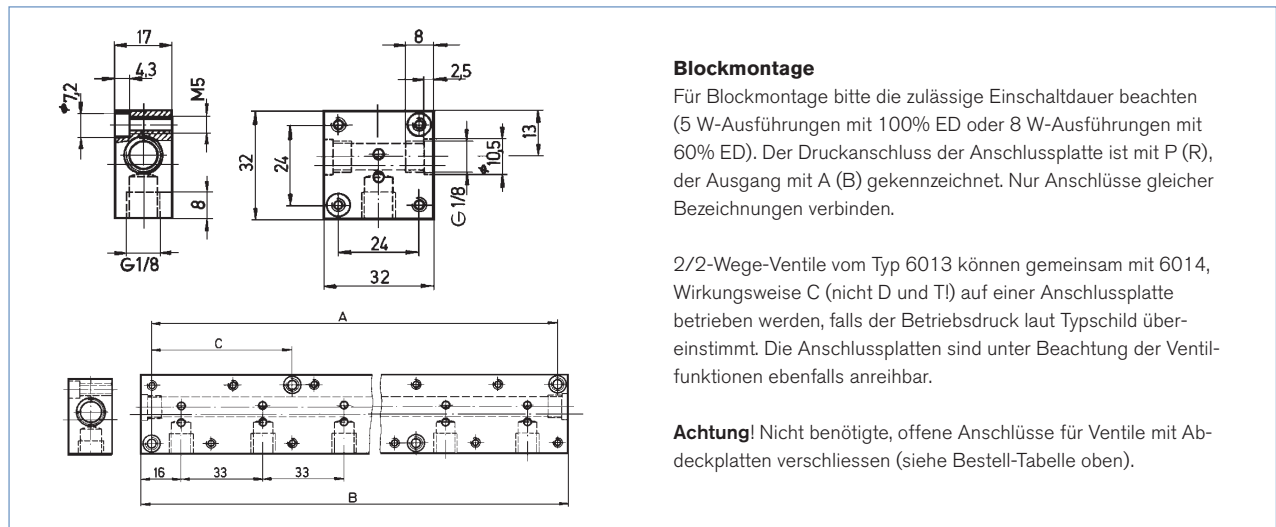 17
4,3
ϕ7,2
M5
8
G1/8
8
2,5
32
24
13
ϕ10,5
G 1/8
24
32
A
C
16
33
33
B
Blockmontage
Für Blockmontage bitte die zulässige Einschaltdauer beachten
(5 W-Ausführungen mit 100% ED oder 8 W-Ausführungen mit
60% ED). Der Druckanschluss der Anschlussplatte ist mit P (R),
der Ausgang mit A (B) gekennzeichnet. Nur Anschlüsse gleicher
Bezeichnungen verbinden.
2/2-Wege-Ventile vom Typ 6013 können gemeinsam mit 6014,
Wirkungsweise C (nicht D und T!) auf einer Anschlussplatte
betrieben werden, falls der Betriebsdruck laut Typschild über-
einstimmt. Die Anschlussplatten sind unter Beachtung der Ventil-
funktionen ebenfalls anreihbar.
Achtung! Nicht benötigte, offene Anschlüsse für Ventile mit Ab-
deckplatten verschliessen (siehe Bestell-Tabelle oben).